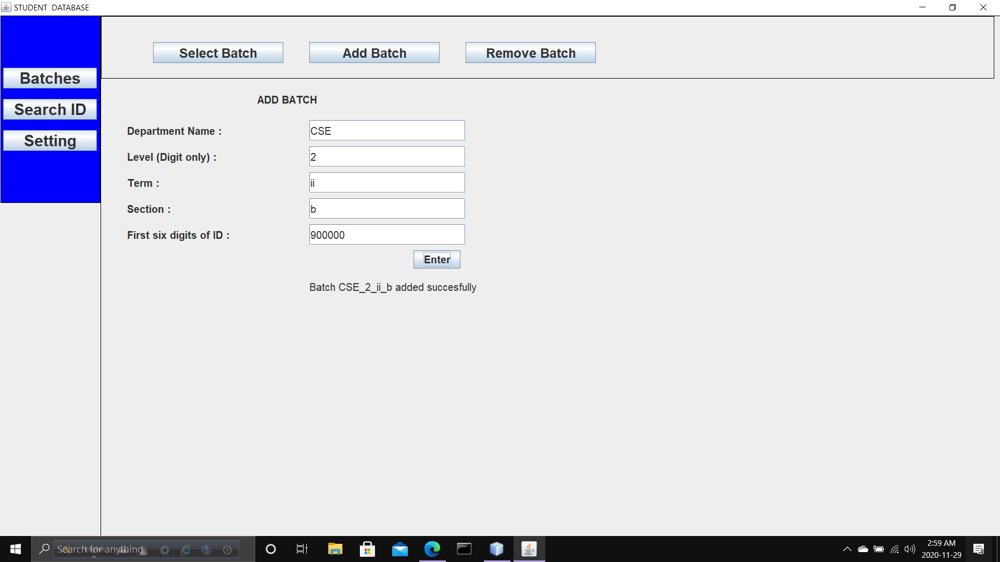 STUDENT DATABASE
Select Batch
Add Batch
Remove Batch
Batches
Search ID
Setting
ADD BATCH
Department Name :
CSE
Level (Digit only) :
2
Term :
ii
Section :
b
First six digits of ID :
900000
Enter
Batch CSE_2_ii_b added succesfully
Search for anything
2:59 AM
2020-11-29